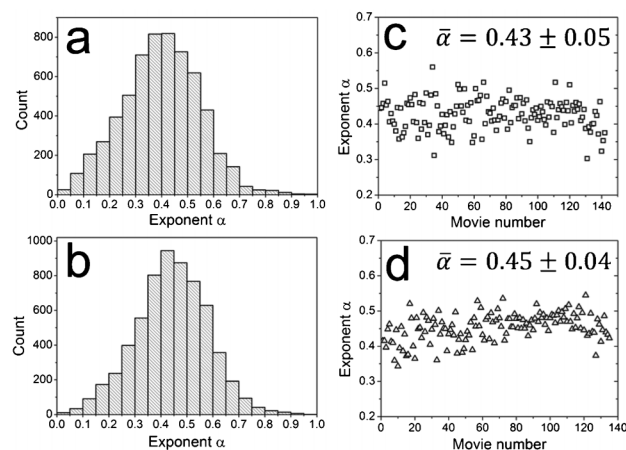 a
800
600
400
200
0
Count
0.0 0.1 0.2 0.3 0.4 0.5 0.6 0.7 0.8 0.9 1.0
Exponent α
c
ᾱ = 0.43 ± 0.05
0.7
0.6
0.5
0.4
0.3
0.2
Exponent α
0 20 40 60 80 100 120 140
Movie number
b
1000
800
600
400
200
0
Count
0.0 0.1 0.2 0.3 0.4 0.5 0.6 0.7 0.8 0.9 1.0
Exponent α
d
ᾱ = 0.45 ± 0.04
0.7
0.6
0.5
0.4
0.3
0.2
Exponent α
0 20 40 60 80 100 120 140
Movie number